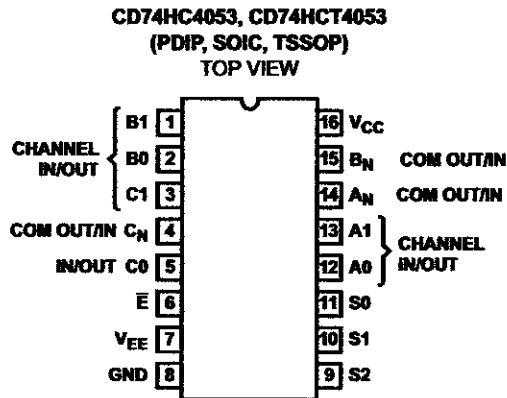 CD74HC4053, CD74HCT4053
(PDIP, SOIC, TSSOP)
TOP VIEW
B1 1
16 VCC
CHANNEL
IN/OUT
B0 2
15 BN COM OUT/IN
C1 3
14 AN COM OUT/IN
COM OUT/IN CN 4
13 A1
CHANNEL
IN/OUT
IN/OUT C0 5
12 A0
E 6
11 S0
VEE 7
10 S1
GND 8
9 S2